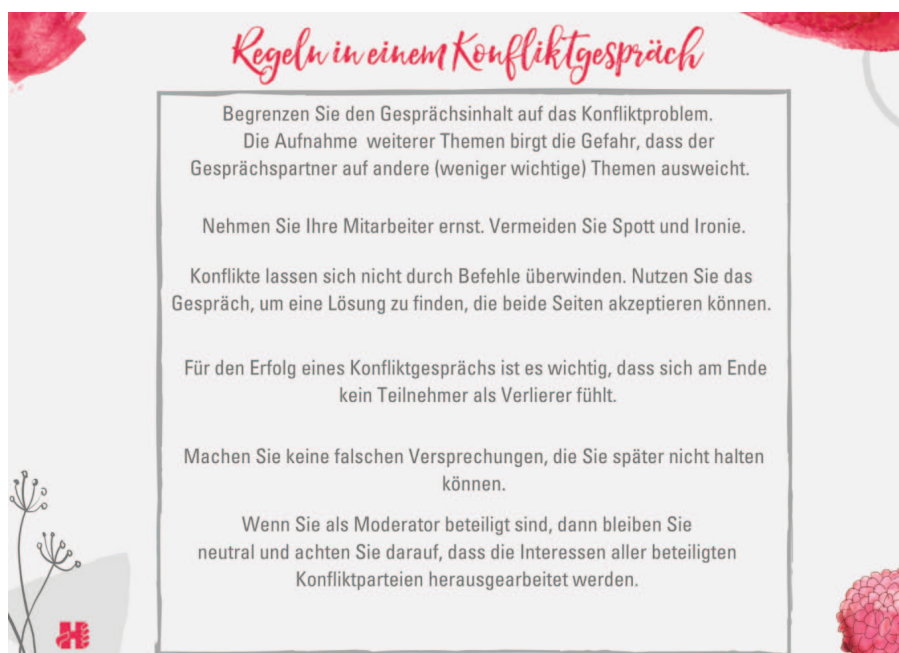 Regeln in einem Konfliktgespräch
Begrenzen Sie den Gesprächsinhalt auf das Konfliktproblem.
Die Aufnahme weiterer Themen birgt die Gefahr, dass der
Gesprächspartner auf andere (weniger wichtige) Themen ausweicht.
Nehmen Sie Ihre Mitarbeiter ernst. Vermeiden Sie Spott und Ironie.
Konflikte lassen sich nicht durch Befehle überwinden. Nutzen Sie das
Gespräch, um eine Lösung zu finden, die beide Seiten akzeptieren können.
Für den Erfolg eines Konfliktgesprächs ist es wichtig, dass sich am Ende
kein Teilnehmer als Verlierer fühlt.
Machen Sie keine falschen Versprechungen, die Sie später nicht halten
können.
Wenn Sie als Moderator beteiligt sind, dann bleiben Sie
neutral und achten Sie darauf, dass die Interessen aller beteiligten
Konfliktparteien herausgearbeitet werden.